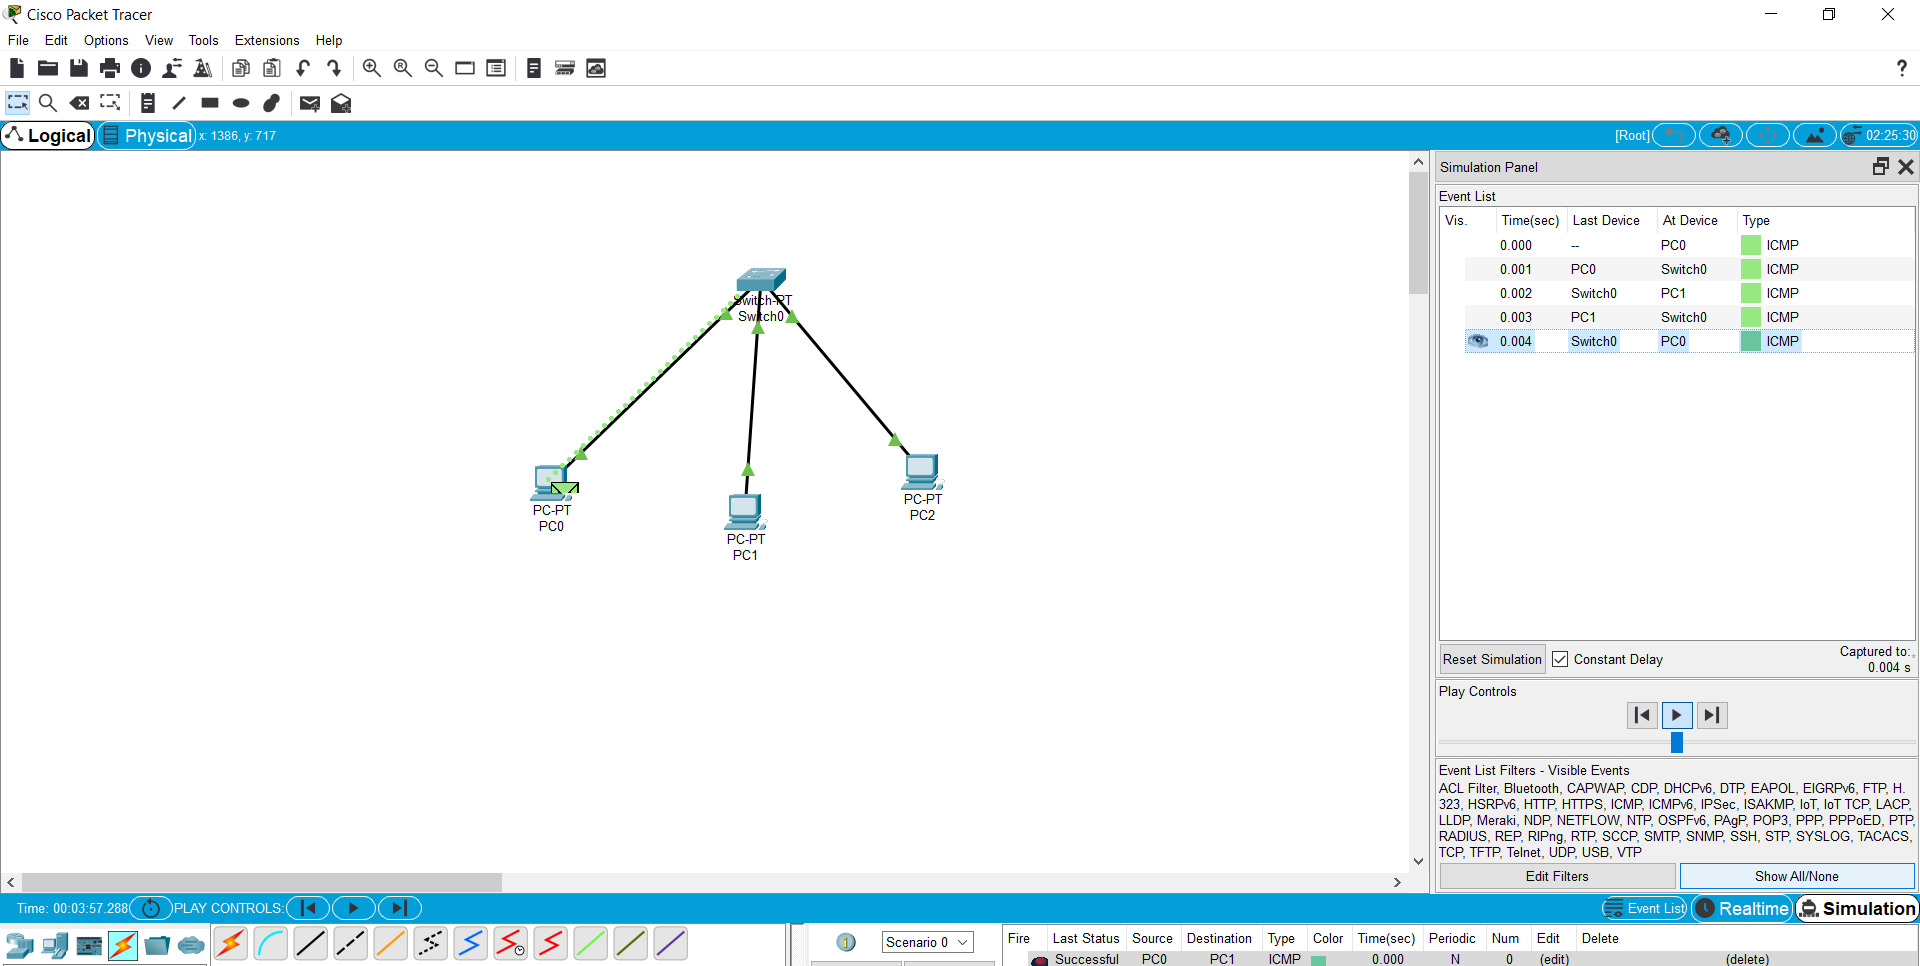 Cisco Packet Tracer
File Edit Options View Tools Extensions Help
Logical Physical x: 1386, y: 717 [Root] 02:25:30
Simulation Panel
Event List
Vis. Time(sec) Last Device At Device Type
0.000 -- PC0 ICMP
0.001 PC0 Switch0 ICMP
0.002 Switch0 PC1 ICMP
0.003 PC1 Switch0 ICMP
0.004 Switch0 PC0 ICMP
Switch-PT
Switch0
PC-PT
PC0
PC-PT
PC1
PC-PT
PC2
Reset Simulation Constant Delay Captured to:
0.004 s
Play Controls
Event List Filters - Visible Events
ACL Filter, Bluetooth, CAPWAP, CDP, DHCPv6, DTP, EAPOL, EIGRPv6, FTP, H.
323, HSRPv6, HTTP, HTTPS, ICMP, ICMPv6, IPSec, ISAKMP, IoT, IoT TCP, LACP,
LLDP, Meraki, NDP, NETFLOW, NTP, OSPFv6, PAgP, POP3, PPP, PPPoED, PTP,
RADIUS, REP, RIPng, RTP, SCCP, SMTP, SNMP, SSH, STP, SYSLOG, TACACS,
TCP, TFTP, Telnet, UDP, USB, VTP
Edit Filters Show All/None
Time: 00:03:57.288 PLAY CONTROLS: Event List Realtime Simulation
Scenario 0
Fire Last Status Source Destination Type Color Time(sec) Periodic Num Edit Delete
Successful PC0 PC1 ICMP 0.000 N 0 (edit) (delete)